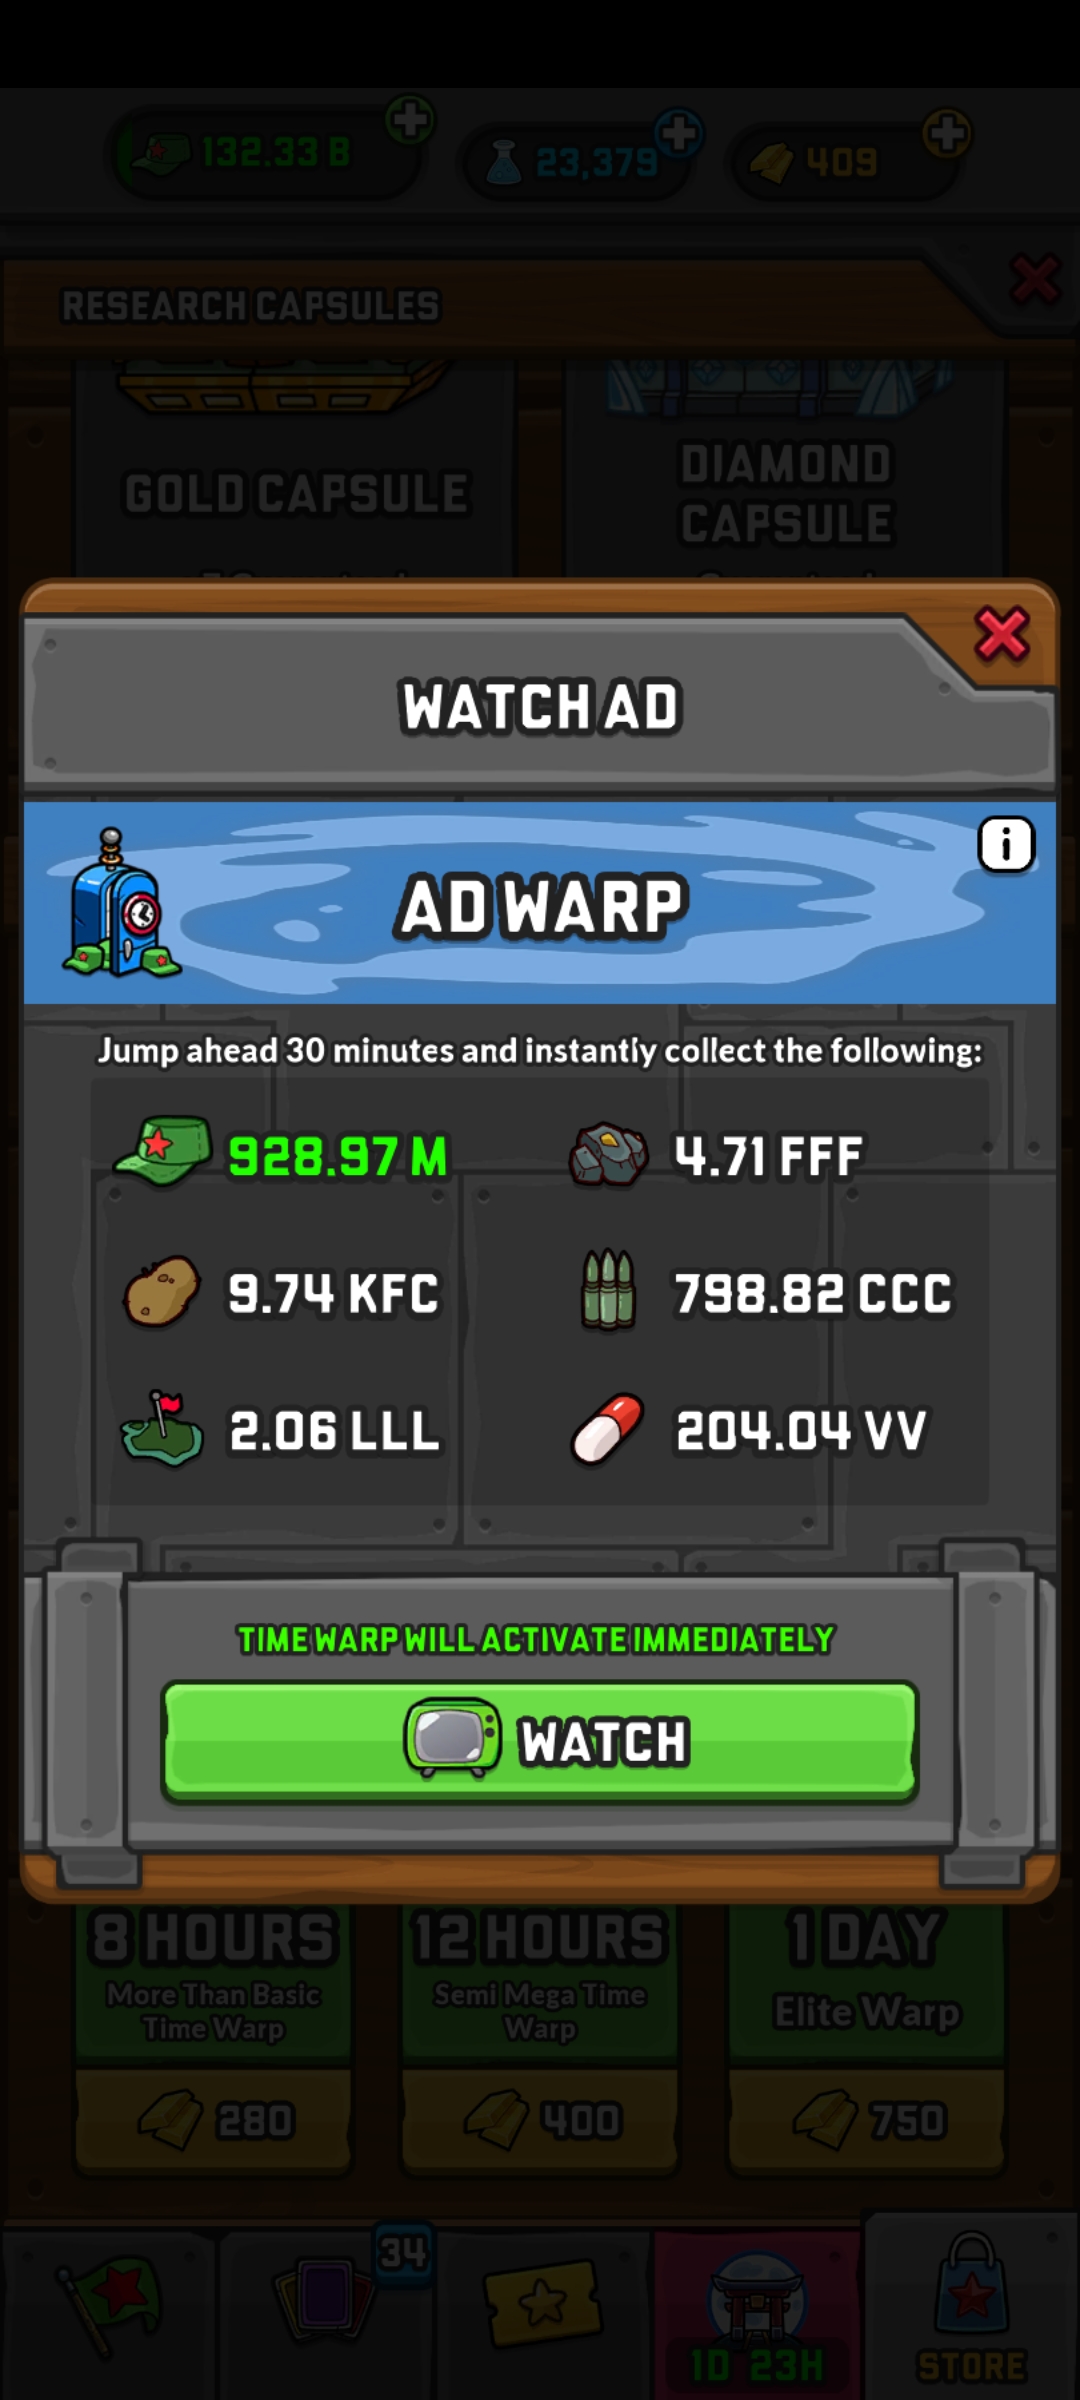 132.33 B
23,379
409
RESEARCH CAPSULES
GOLD CAPSULE
DIAMOND
CAPSULE
WATCH AD
AD WARP
i
Jump ahead 30 minutes and instantly collect the following:
928.97 M
4.71 FFF
9.74 KFC
798.82 CCC
2.06 LLL
204.04 VV
TIME WARP WILL ACTIVATE IMMEDIATELY
WATCH
8 HOURS
More Than Basic
Time Warp
12 HOURS
Semi Mega Time
Warp
1 DAY
Elite Warp
280
400
750
34
1D 23H
STORE